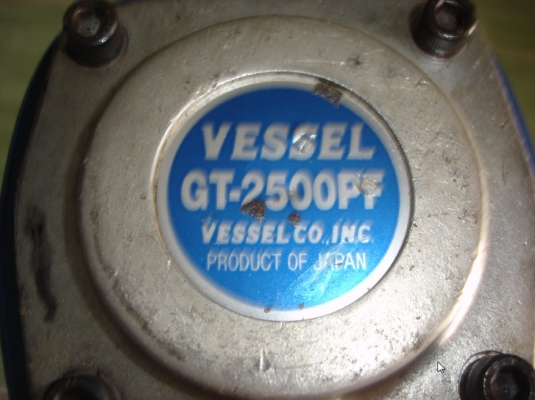 VESSEL
GT-2500PF
VESSEL CO., INC.
PRODUCT OF JAPAN